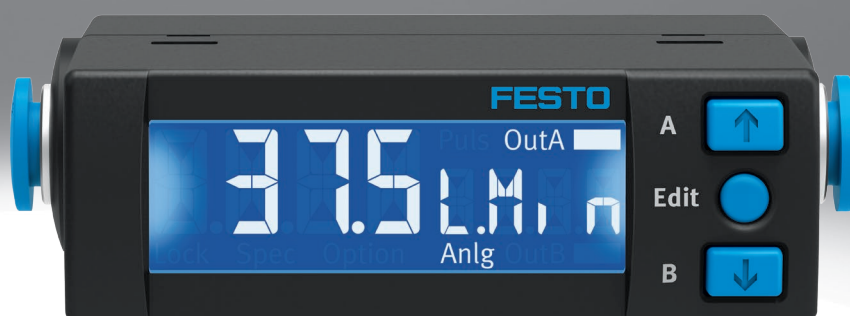 FESTO
A
Puls OutA
37.5 L.Min
Edit
Lock Spec Option Anlg OutB
B